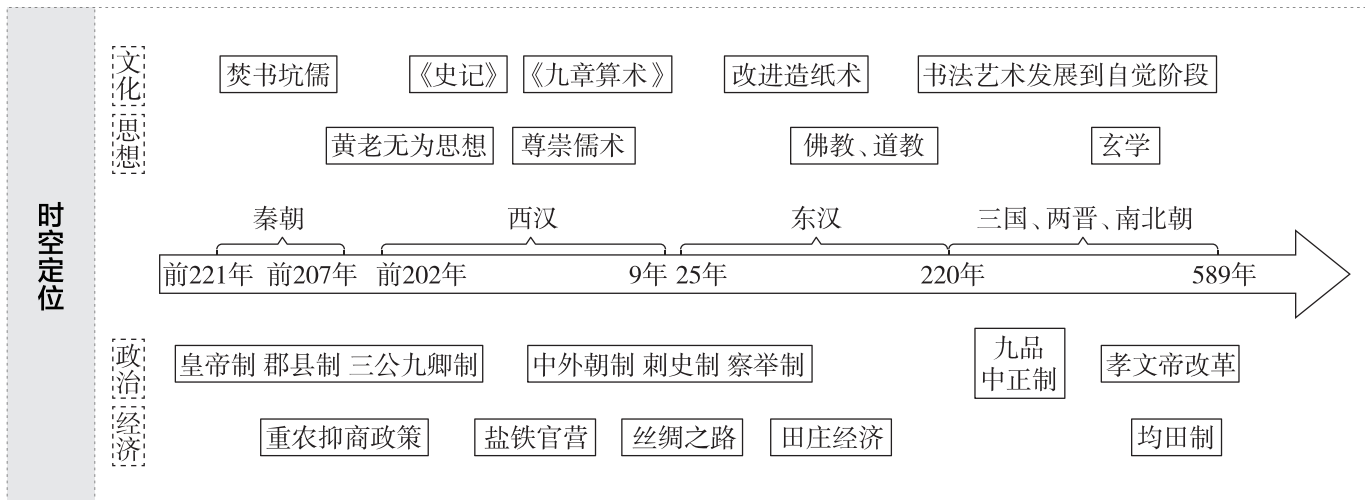 时空定位
文化
焚书坑儒 《史记》 《九章算术》 改进造纸术 书法艺术发展到自觉阶段
思想
黄老无为思想 尊崇儒术 佛教、道教 玄学
秦朝 西汉 东汉 三国、两晋、南北朝
前221年 前207年 前202年 9年 25年 220年 589年
政治
皇帝制 郡县制 三公九卿制 中外朝制 刺史制 察举制 九品中正制 孝文帝改革
经济
重农抑商政策 盐铁官营 丝绸之路 田庄经济 均田制